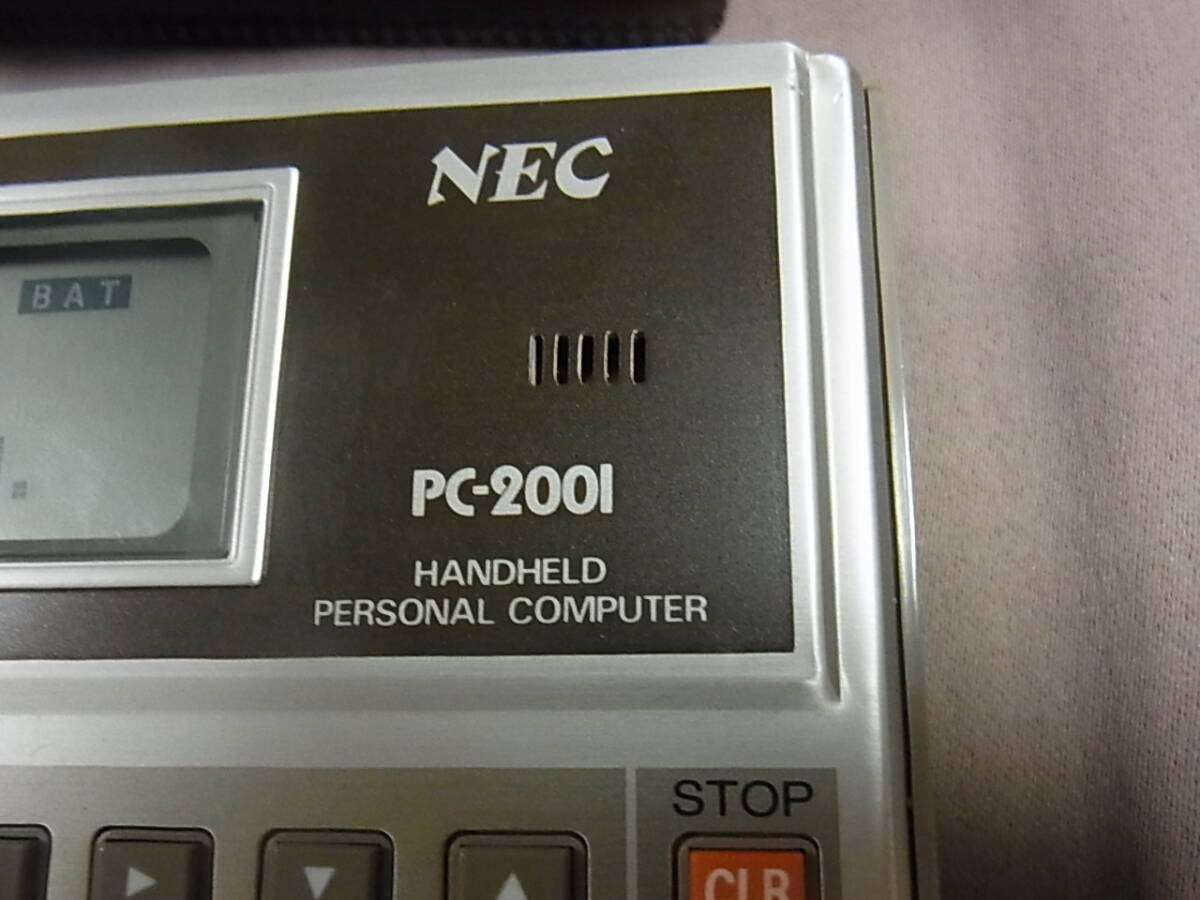 NEC
BAT
PC-2001
HANDHELD
PERSONAL COMPUTER
STOP
CLR